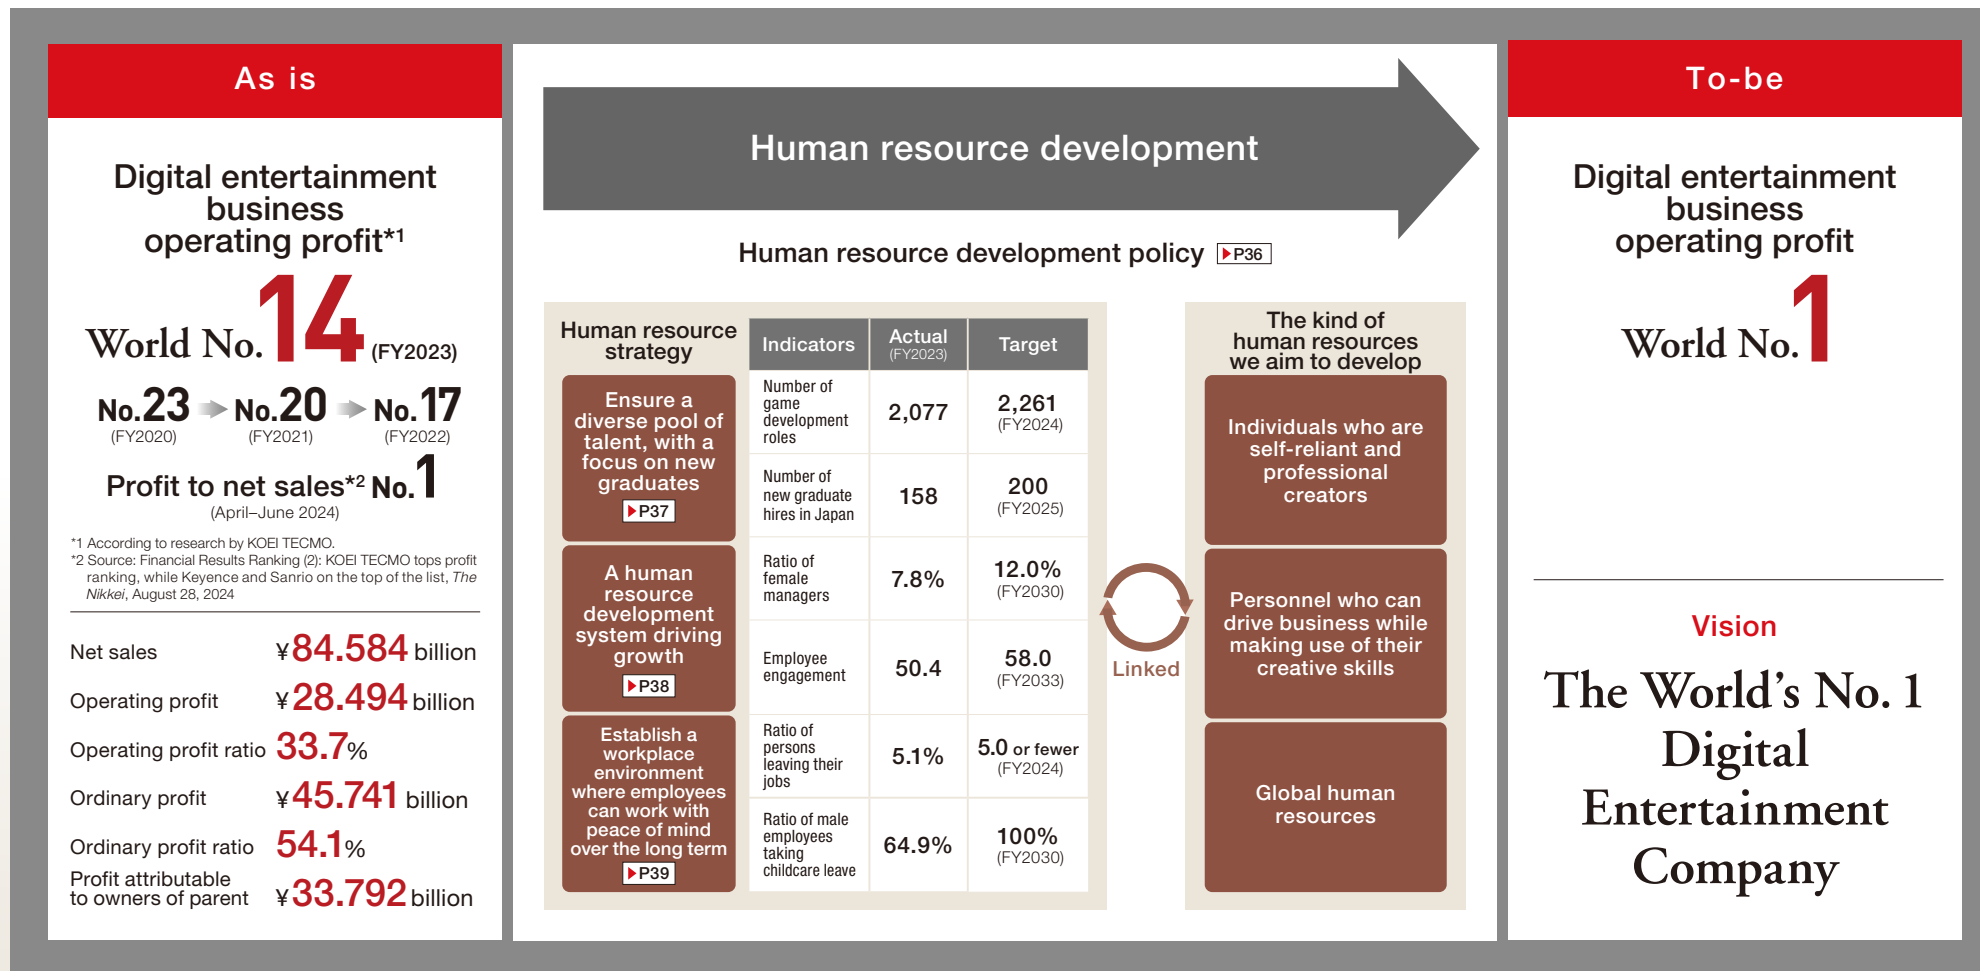 As is
Digital entertainment
business
operating profit*1
World No.14 (FY2023)
No.23 No.20 No.17
(FY2020) (FY2021) (FY2022)
Profit to net sales*2 No.1
(April–June 2024)
*1 According to research by KOEI TECMO.
*2 Source: Financial Results Ranking (2): KOEI TECMO tops profit
ranking, while Keyence and Sanrio on the top of the list, The
Nikkei, August 28, 2024
Net sales ¥84.584 billion
Operating profit ¥28.494 billion
Operating profit ratio 33.7%
Ordinary profit ¥45.741 billion
Ordinary profit ratio 54.1%
Profit attributable
to owners of parent ¥33.792 billion
Human resource development
Human resource development policy P36
Human resource
strategy
Ensure a
diverse pool of
talent, with a
focus on new
graduates
P37
A human
resource
development
system driving
growth
P38
Establish a
workplace
environment
where employees
can work with
peace of mind
over the long term
P39
Indicators
Actual
(FY2023)
Target
Number of
game
development
roles
2,077
2,261
(FY2024)
Number of
new graduate
hires in Japan
158
200
(FY2025)
Ratio of
female
managers
7.8%
12.0%
(FY2030)
Employee
engagement
50.4
58.0
(FY2033)
Ratio of
persons
leaving their
jobs
5.1%
5.0 or fewer
(FY2024)
Ratio of male
employees
taking
childcare leave
64.9%
100%
(FY2030)
Linked
The kind of
human resources
we aim to develop
Individuals who are
self-reliant and
professional
creators
Personnel who can
drive business while
making use of their
creative skills
Global human
resources
To-be
Digital entertainment
business
operating profit
World No.1
Vision
The World's No. 1
Digital
Entertainment
Company